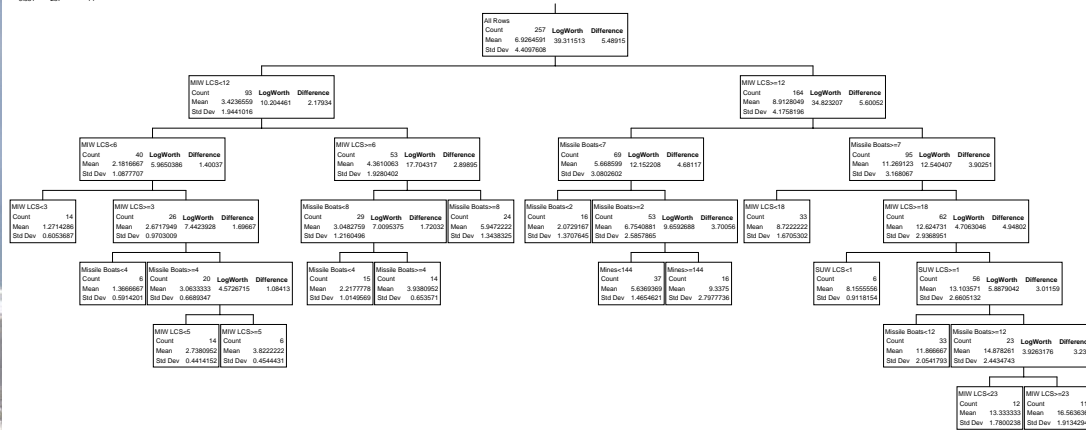 All Rows
Count 257 LogWorth Difference
Mean 6.9264591 39.311513 5.48915
Std Dev 4.4097608
MIW LCS<12
Count 93 LogWorth Difference
Mean 3.4236559 10.204461 2.17934
Std Dev 1.9441016
MIW LCS>=12
Count 164 LogWorth Difference
Mean 8.9128049 34.823207 5.60052
Std Dev 4.1758196
MIW LCS<6
Count 40 LogWorth Difference
Mean 2.1816667 5.9650386 1.40037
Std Dev 1.0877707
MIW LCS>=6
Count 53 LogWorth Difference
Mean 4.3610063 17.704317 2.89895
Std Dev 1.9280402
Missile Boats<7
Count 69 LogWorth Difference
Mean 5.668599 12.152208 4.68117
Std Dev 3.0802602
Missile Boats>=7
Count 95 LogWorth Difference
Mean 11.269123 12.540407 3.90251
Std Dev 3.168067
MIW LCS<3
Count 14
Mean 1.2714286
Std Dev 0.6053687
MIW LCS>=3
Count 26 LogWorth Difference
Mean 2.6717949 7.4423928 1.69667
Std Dev 0.9703009
Missile Boats<8
Count 29 LogWorth Difference
Mean 3.0482759 7.0095375 1.72032
Std Dev 1.2160496
Missile Boats>=8
Count 24
Mean 5.9472222
Std Dev 1.3438325
Missile Boats<2
Count 16
Mean 2.0729167
Std Dev 1.3707645
Missile Boats>=2
Count 53 LogWorth Difference
Mean 6.7540881 9.6592688 3.70056
Std Dev 2.5857865
MIW LCS<18
Count 33
Mean 8.7222222
Std Dev 1.6705302
MIW LCS>=18
Count 62 LogWorth Difference
Mean 12.624731 4.7063046 4.94802
Std Dev 2.9368951
Missile Boats<4
Count 6
Mean 1.3666667
Std Dev 0.5914201
Missile Boats>=4
Count 20 LogWorth Difference
Mean 3.0633333 4.5726715 1.08413
Std Dev 0.6689347
Missile Boats<4
Count 15
Mean 2.2177778
Std Dev 1.0149569
Missile Boats>=4
Count 14
Mean 3.9380952
Std Dev 0.653571
Mines<144
Count 37
Mean 5.6369369
Std Dev 1.4654621
Mines>=144
Count 16
Mean 9.3375
Std Dev 2.7977736
SUW LCS<1
Count 6
Mean 8.1555556
Std Dev 0.9118154
SUW LCS>=1
Count 56 LogWorth Difference
Mean 13.103571 5.8879042 3.01159
Std Dev 2.6605132
MIW LCS<5
Count 14
Mean 2.7380952
Std Dev 0.4414152
MIW LCS>=5
Count 6
Mean 3.8222222
Std Dev 0.4544431
Missile Boats<12
Count 33
Mean 11.866667
Std Dev 2.0541793
Missile Boats>=12
Count 23 LogWorth Difference
Mean 14.878261 3.9263176 3.23
Std Dev 2.4434743
MIW LCS<23
Count 12
Mean 13.333333
Std Dev 1.7800238
MIW LCS>=23
Count 11
Mean 16.563636
Std Dev 1.9134294